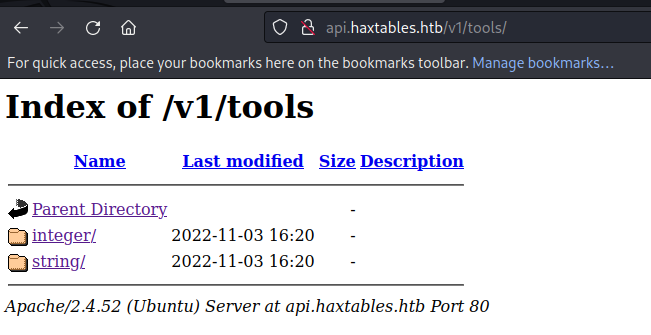 api.haxtables.htb/v1/tools/
For quick access, place your bookmarks here on the bookmarks toolbar. Manage bookmarks…
Index of /v1/tools
Name Last modified Size Description
Parent Directory -
integer/ 2022-11-03 16:20 -
string/ 2022-11-03 16:20 -
Apache/2.4.52 (Ubuntu) Server at api.haxtables.htb Port 80